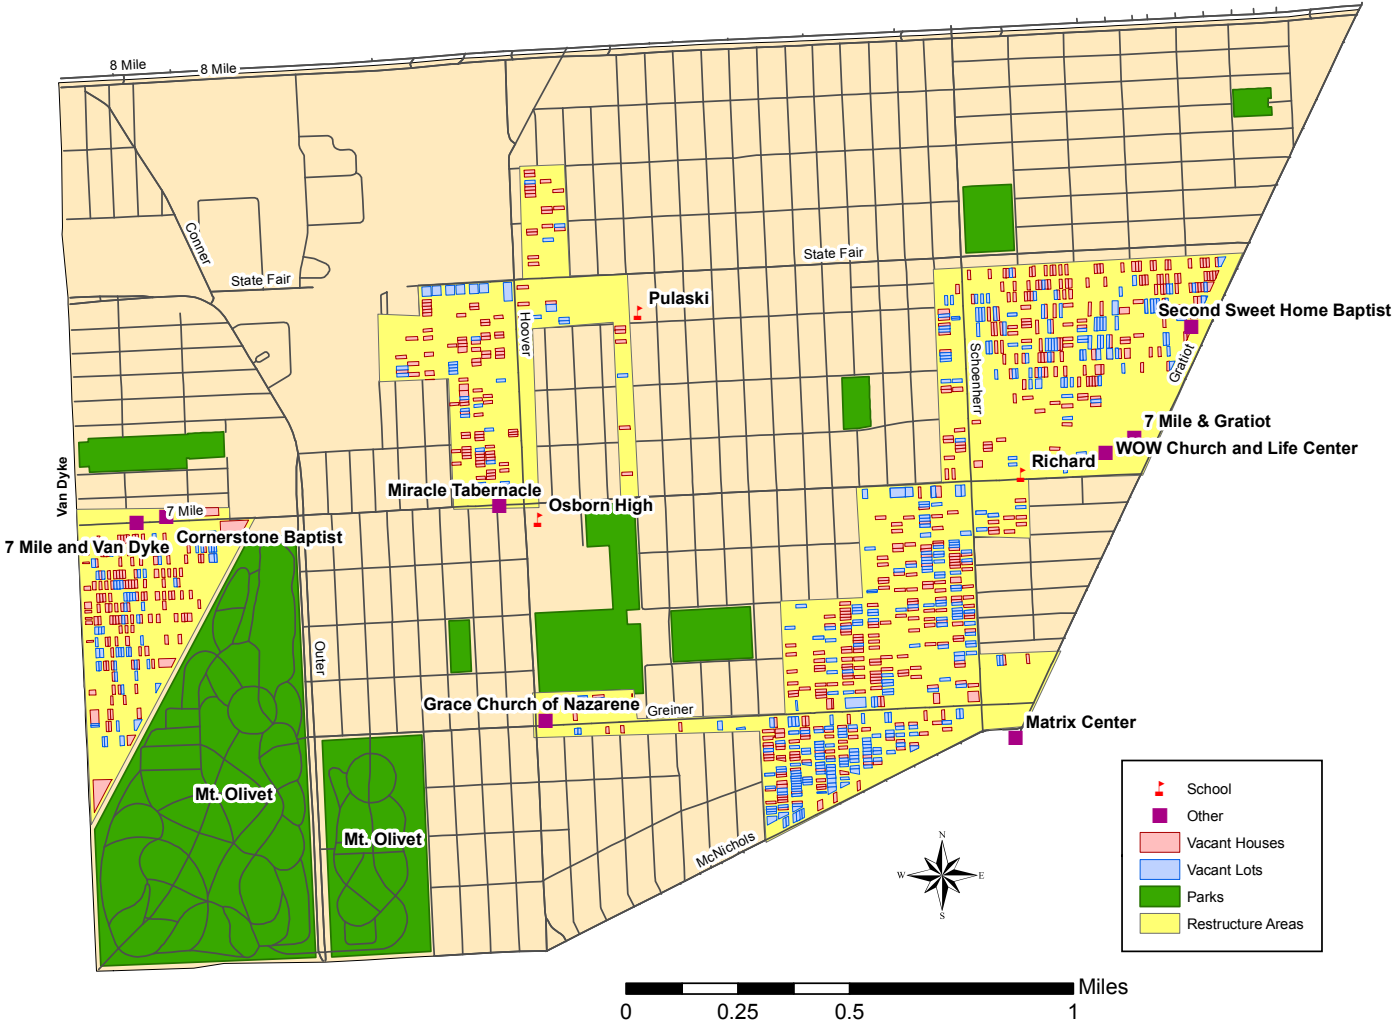 8 Mile
8 Mile
Conner
State Fair
State Fair
Pulaski
Second Sweet Home Baptist
Hoover
Schoenherr
Gratiot
7 Mile & Gratiot
WOW Church and Life Center
Richard
Van Dyke
Miracle Tabernacle
Osborn High
7 Mile
Cornerstone Baptist
7 Mile and Van Dyke
Outer
Grace Church of Nazarene
Greiner
Matrix Center
Mt. Olivet
Mt. Olivet
McNichols
N
W
E
S
School
Other
Vacant Houses
Vacant Lots
Parks
Restructure Areas
Miles
0
0.25
0.5
1